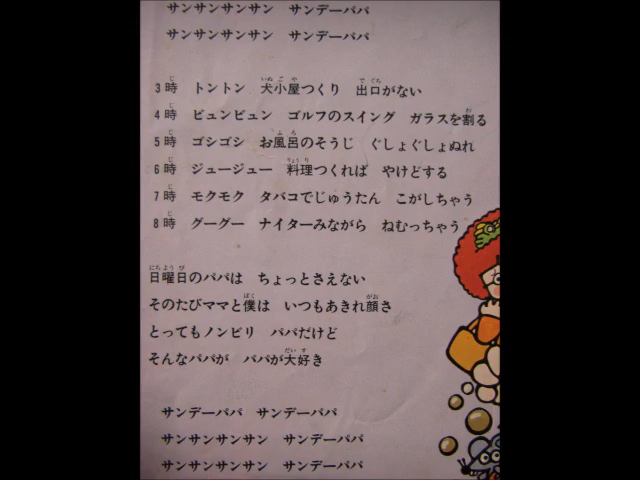 サンサンサンサン　サンデーパパ
サンサンサンサン　サンデーパパ
3時　トントン　犬小屋つくり　出口がない
4時　ビュンビュン　ゴルフのスイング　ガラスを割る
5時　ゴシゴシ　お風呂のそうじ　ぐしょぐしょぬれ
6時　ジュージュー　料理つくれば　やけどする
7時　モクモク　タバコでじゅうたん　こがしちゃう
8時　グーグー　ナイターみながら　ねむっちゃう
日曜日のパパは　ちょっとさえない
そのたびママと僕は　いつもあきれ顔さ
とってもノンビリ　パパだけど
そんなパパが　パパが大好き
サンデーパパ　サンデーパパ
サンサンサンサン　サンデーパパ
サンサンサンサン　サンデーパパ